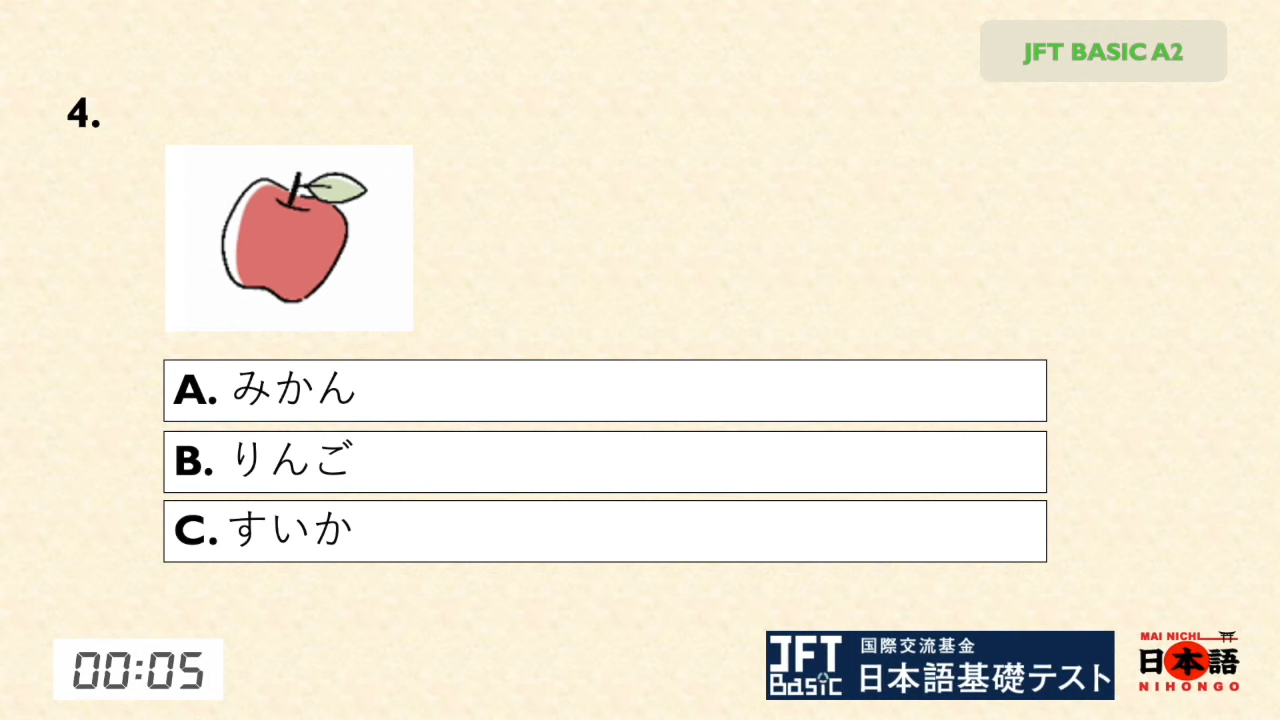 JFT BASIC A2
4.
A. みかん
B. りんご
C. すいか
00:05
JFT Basic
国際交流基金
日本語基礎テスト
MAI NICHI
日本語
NIHONGO